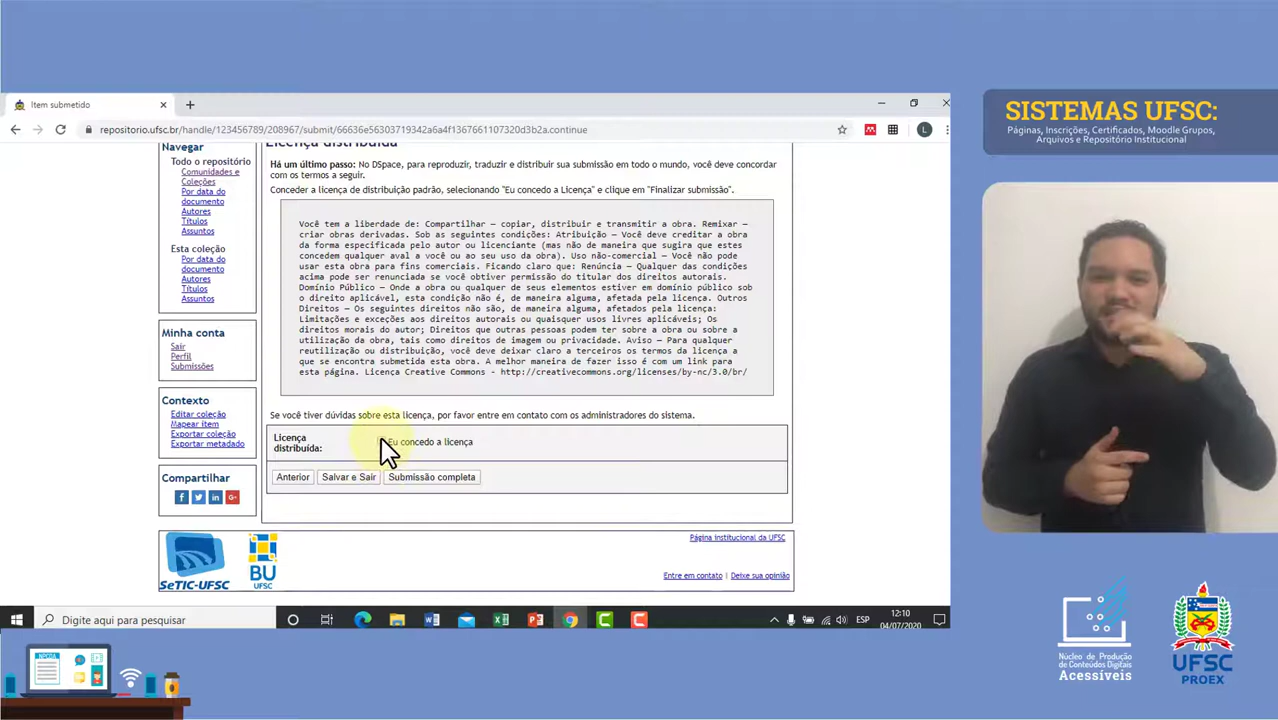 Item submetido
repositorio.ufsc.br/handle/123456789/208967/submit/66636e56303719342a6a4f1367661107320d3b2a.continue
L
Navegar
Todo o repositório
Comunidades e
Coleções
Por data do
documento
Autores
Títulos
Assuntos
Esta coleção
Por data do
documento
Autores
Títulos
Assuntos
Minha conta
Sair
Perfil
Submissões
Contexto
Editar coleção
Mapear item
Exportar coleção
Exportar metadado
Compartilhar
Licença distribuída
Há um último passo: No DSpace, para reproduzir, traduzir e distribuir sua submissão em todo o mundo, você deve concordar
com os termos a seguir.
Conceder a licença de distribuição padrão, selecionando "Eu concedo a Licença" e clique em "Finalizar submissão".
Você tem a liberdade de: Compartilhar — copiar, distribuir e transmitir a obra. Remixar —
criar obras derivadas. Sob as seguintes condições: Atribuição — Você deve creditar a obra
da forma especificada pelo autor ou licenciante (mas não de maneira que sugira que estes
concedem qualquer aval a você ou ao seu uso da obra). Uso não-comercial — Você não pode
usar esta obra para fins comerciais. Ficando claro que: Renúncia — Qualquer das condições
acima pode ser renunciada se você obtiver permissão do titular dos direitos autorais.
Domínio Público — Onde a obra ou qualquer de seus elementos estiver em domínio público sob
o direito aplicável, esta condição não é, de maneira alguma, afetada pela licença. Outros
Direitos — Os seguintes direitos não são, de maneira alguma, afetados pela licença:
Limitações e exceções aos direitos autorais ou quaisquer usos livres aplicáveis; Os
direitos morais do autor; Direitos que outras pessoas podem ter sobre a obra ou sobre a
utilização da obra, tais como direitos de imagem ou privacidade. Aviso — Para qualquer
reutilização ou distribuição, você deve deixar claro a terceiros os termos da licença a
que se encontra submetida esta obra. A melhor maneira de fazer isso é com um link para
esta página. Licença Creative Commons - http://creativecommons.org/licenses/by-nc/3.0/br/
Se você tiver dúvidas sobre esta licença, por favor entre em contato com os administradores do sistema.
Licença
distribuída:
Eu concedo a licença
Anterior
Salvar e Sair
Submissão completa
SeTIC-UFSC
BU
UFSC
Página institucional da UFSC
Entre em contato | Deixe sua opinião
Digite aqui para pesquisar
ESP
12:10
04/07/2020
SISTEMAS UFSC:
Páginas, Inscrições, Certificados, Moodle Grupos,
Arquivos e Repositório Institucional
Núcleo de Produção
de Conteúdos Digitais
Acessíveis
UFSC
PROEX
NPCDA